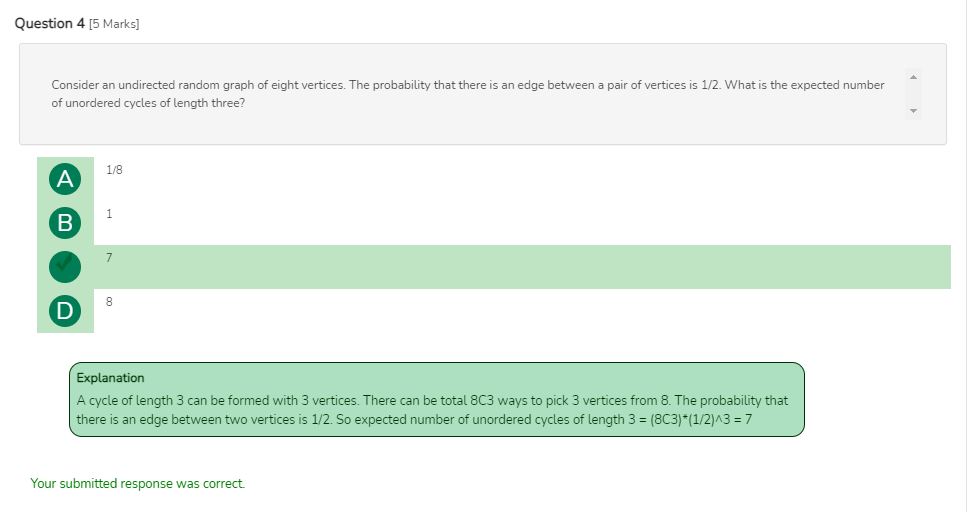 Question 4 [5 Marks]
Consider an undirected random graph of eight vertices. The probability that there is an edge between a pair of vertices is 1/2. What is the expected number
of unordered cycles of length three?
A 1/8
B 1
7
D 8
Explanation
A cycle of length 3 can be formed with 3 vertices. There can be total 8C3 ways to pick 3 vertices from 8. The probability that
there is an edge between two vertices is 1/2. So expected number of unordered cycles of length 3 = (8C3)*(1/2)^3 = 7
Your submitted response was correct.